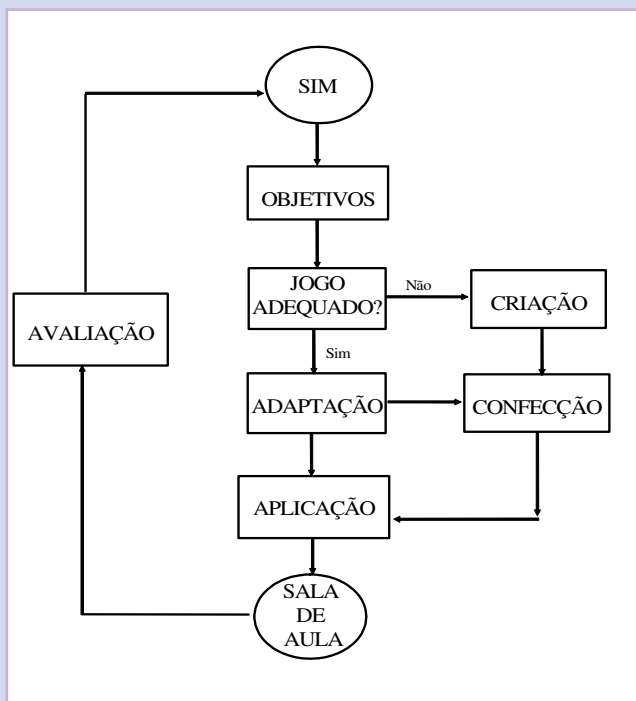 SIM
OBJETIVOS
JOGO
ADEQUADO?
Não
CRIAÇÃO
AVALIAÇÃO
Sim
ADAPTAÇÃO
CONFECÇÃO
APLICAÇÃO
SALA
DE
AULA